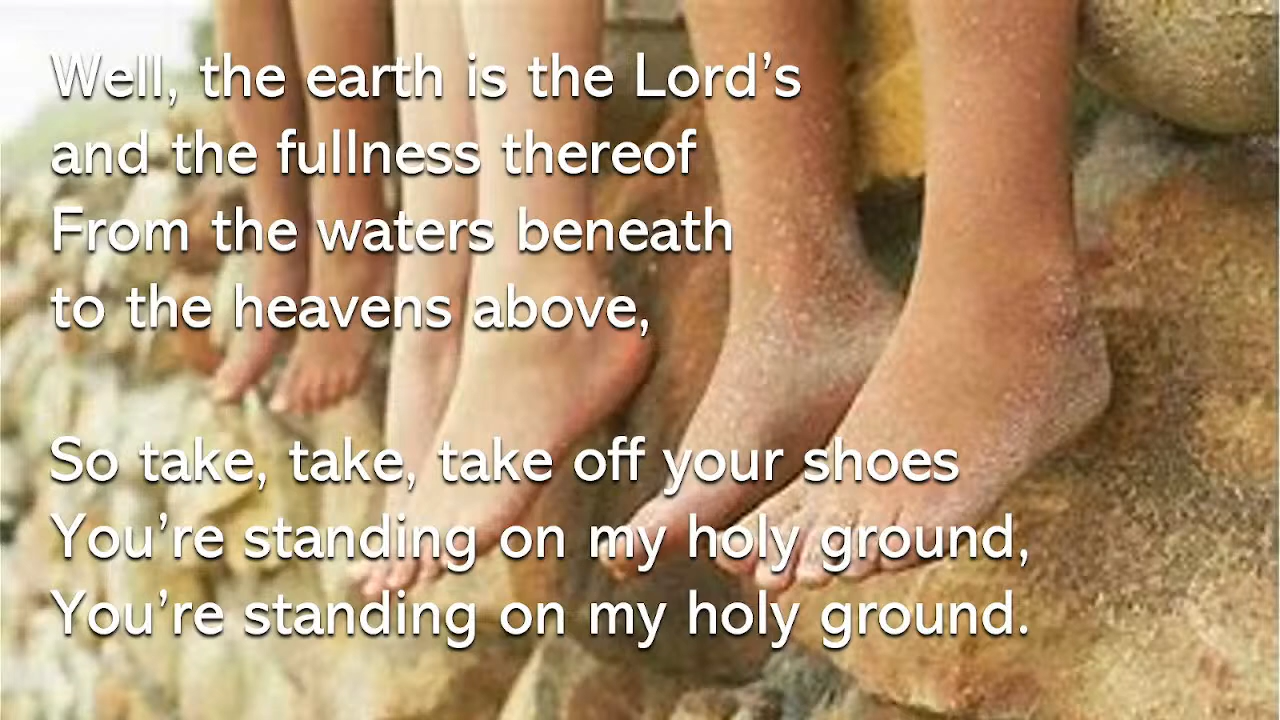 Well, the earth is the Lord’s
and the fullness thereof
From the waters beneath
to the heavens above,
So take, take, take off your shoes
You’re standing on my holy ground,
You’re standing on my holy ground.